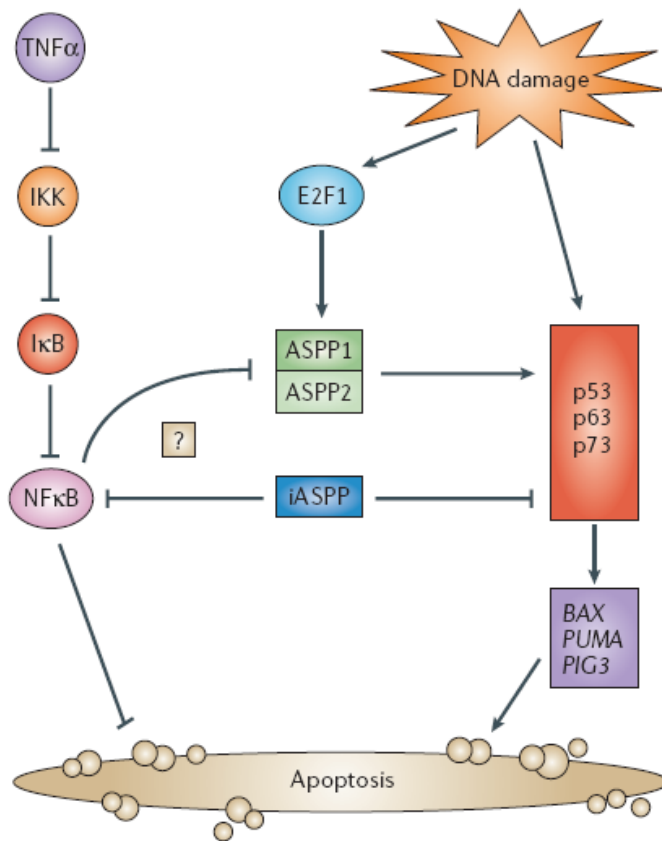 TNFα
DNA damage
IKK
E2F1
IκB
ASPP1
ASPP2
p53
p63
p73
?
NFκB
iASPP
BAX
PUMA
PIG3
Apoptosis